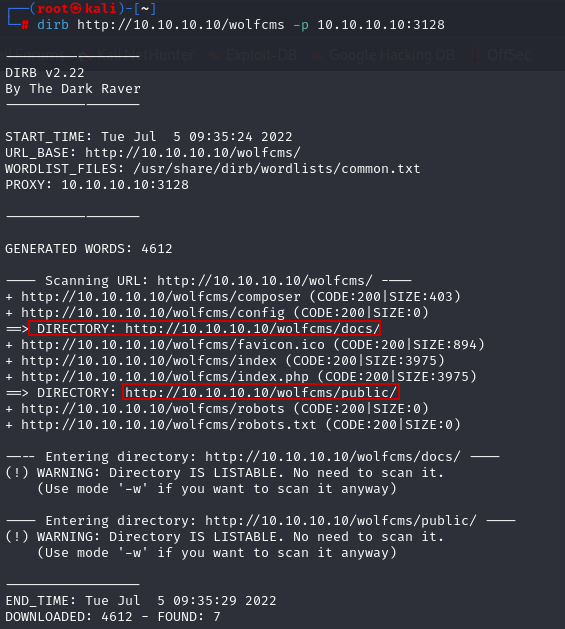 ┌──(root㉿kali)-[~]
└─# dirb http://10.10.10.10/wolfcms -p 10.10.10.10:3128
Kali NetHunter Exploit-DB Google Hacking DB OffSec
-----------------
DIRB v2.22
By The Dark Raver
-----------------
START_TIME: Tue Jul  5 09:35:24 2022
URL_BASE: http://10.10.10.10/wolfcms/
WORDLIST_FILES: /usr/share/dirb/wordlists/common.txt
PROXY: 10.10.10.10:3128
-----------------
GENERATED WORDS: 4612
---- Scanning URL: http://10.10.10.10/wolfcms/ ----
+ http://10.10.10.10/wolfcms/composer (CODE:200|SIZE:403)
+ http://10.10.10.10/wolfcms/config (CODE:200|SIZE:0)
==> DIRECTORY: http://10.10.10.10/wolfcms/docs/
+ http://10.10.10.10/wolfcms/favicon.ico (CODE:200|SIZE:894)
+ http://10.10.10.10/wolfcms/index (CODE:200|SIZE:3975)
+ http://10.10.10.10/wolfcms/index.php (CODE:200|SIZE:3975)
==> DIRECTORY: http://10.10.10.10/wolfcms/public/
+ http://10.10.10.10/wolfcms/robots (CODE:200|SIZE:0)
+ http://10.10.10.10/wolfcms/robots.txt (CODE:200|SIZE:0)
---- Entering directory: http://10.10.10.10/wolfcms/docs/ ----
(!) WARNING: Directory IS LISTABLE. No need to scan it.
(Use mode '-w' if you want to scan it anyway)
---- Entering directory: http://10.10.10.10/wolfcms/public/ ----
(!) WARNING: Directory IS LISTABLE. No need to scan it.
(Use mode '-w' if you want to scan it anyway)
-----------------
END_TIME: Tue Jul  5 09:35:29 2022
DOWNLOADED: 4612 - FOUND: 7